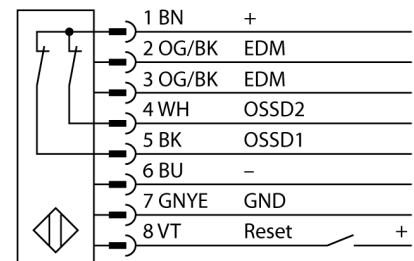 1 BN +
2 OG/BK EDM
3 OG/BK EDM
4 WH OSSD2
5 BK OSSD1
6 BU –
7 GNYE GND
8 VT Reset +